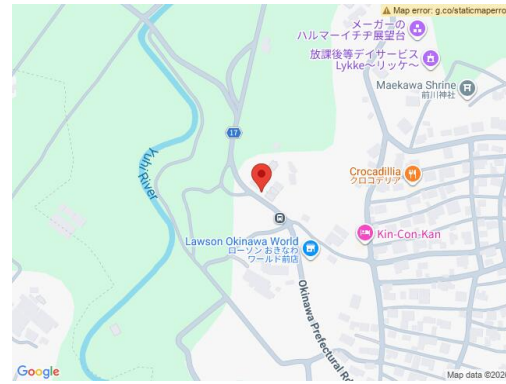 Map error: g.co/staticmaperro
メーガーの
ハルマーイチヂ展望台
放課後等デイサービス
Lykke～リッケ～
Maekawa Shrine
前川神社
17
Yuhi River
Crocadillia
クロコデリア
Kin-Con-Kan
Lawson Okinawa World
ローソン おきなわ
ワールド前店
Okinawa Prefectural Ro
Google
Map data ©2026